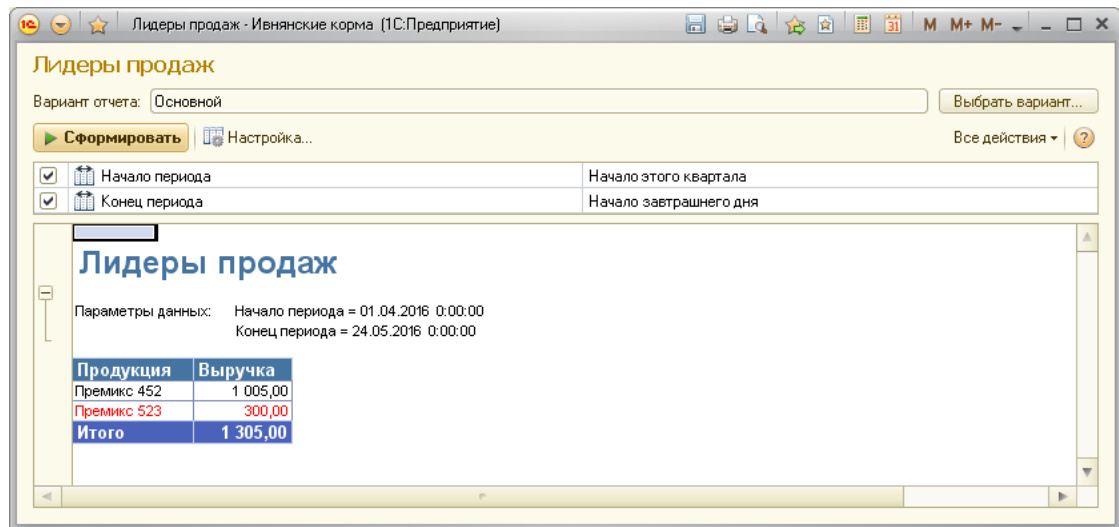 Лидеры продаж - Ивнянские корма (1С:Предприятие)
31 M M+ M-
Лидеры продаж
Вариант отчета: Основной Выбрать вариант...
Сформировать Настройка... Все действия ?
Начало периода Начало этого квартала
Конец периода Начало завтрашнего дня
Лидеры продаж
Параметры данных: Начало периода = 01.04.2016 0:00:00
Конец периода = 24.05.2016 0:00:00
Продукция Выручка
Премикс 452 1 005,00
Премикс 523 300,00
Итого 1 305,00